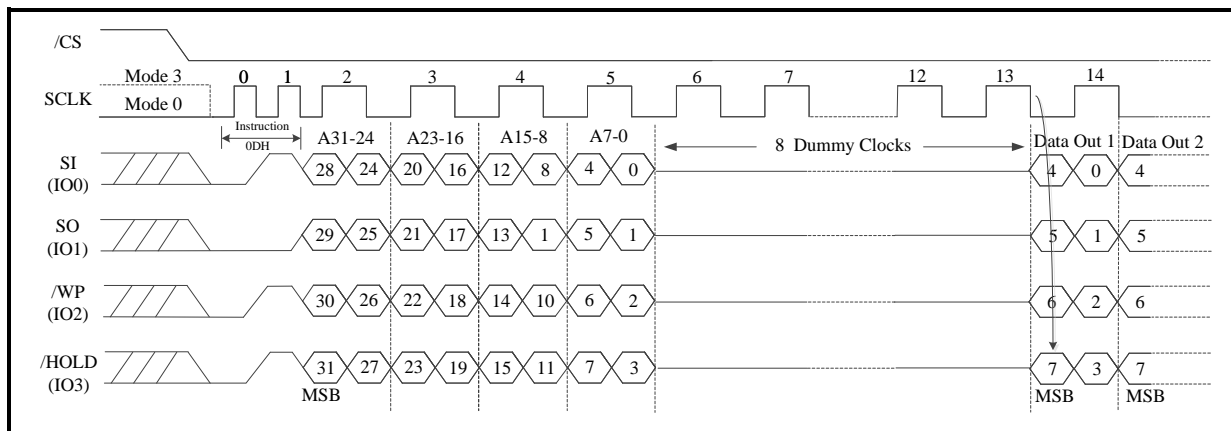 /CS
Mode 3
0 1 2 3 4 5 6 7 12 13 14
SCLK
Mode 0
Instruction
0DH
A31-24 A23-16 A15-8 A7-0
8 Dummy Clocks
Data Out 1 Data Out 2
SI
(IO0)
28 24 20 16 12 8 4 0 4 0 4
SO
(IO1)
29 25 21 17 13 1 5 1 5 1 5
/WP
(IO2)
30 26 22 18 14 10 6 2 6 2 6
/HOLD
(IO3)
31 27 23 19 15 11 7 3 7 3 7
MSB MSB MSB